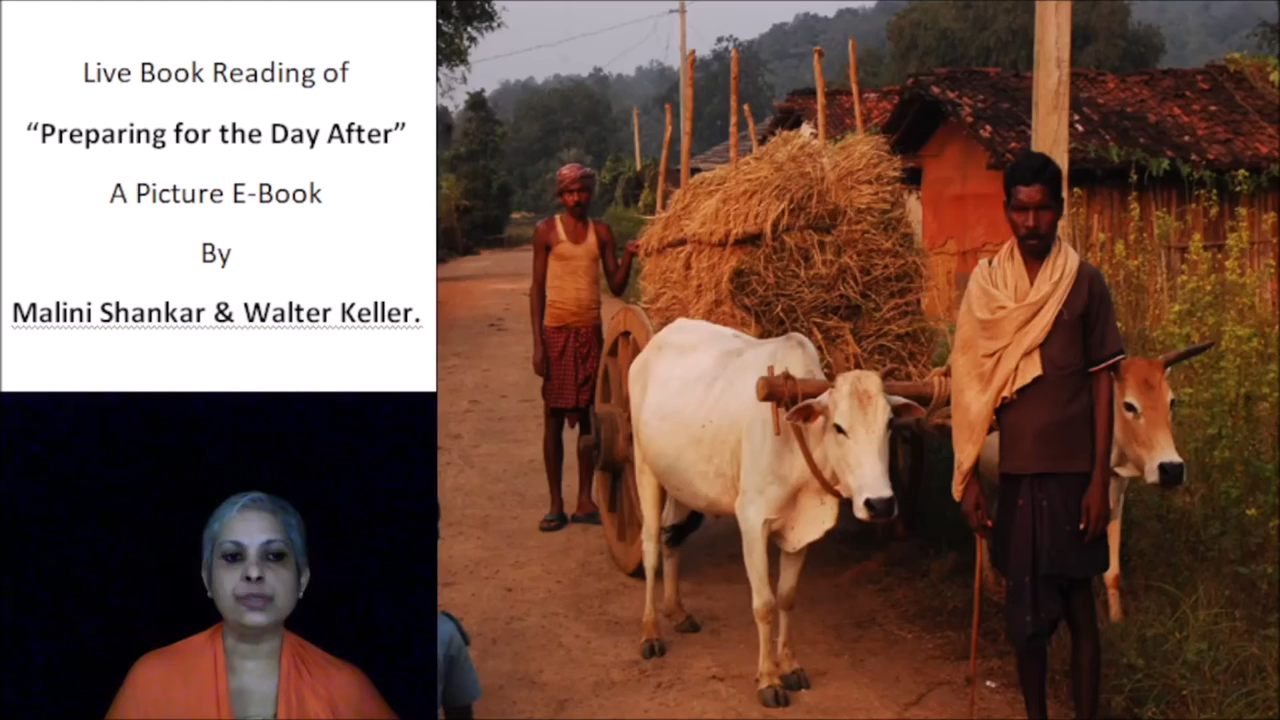 Live Book Reading of
“Preparing for the Day After”
A Picture E-Book
By
Malini Shankar & Walter Keller.